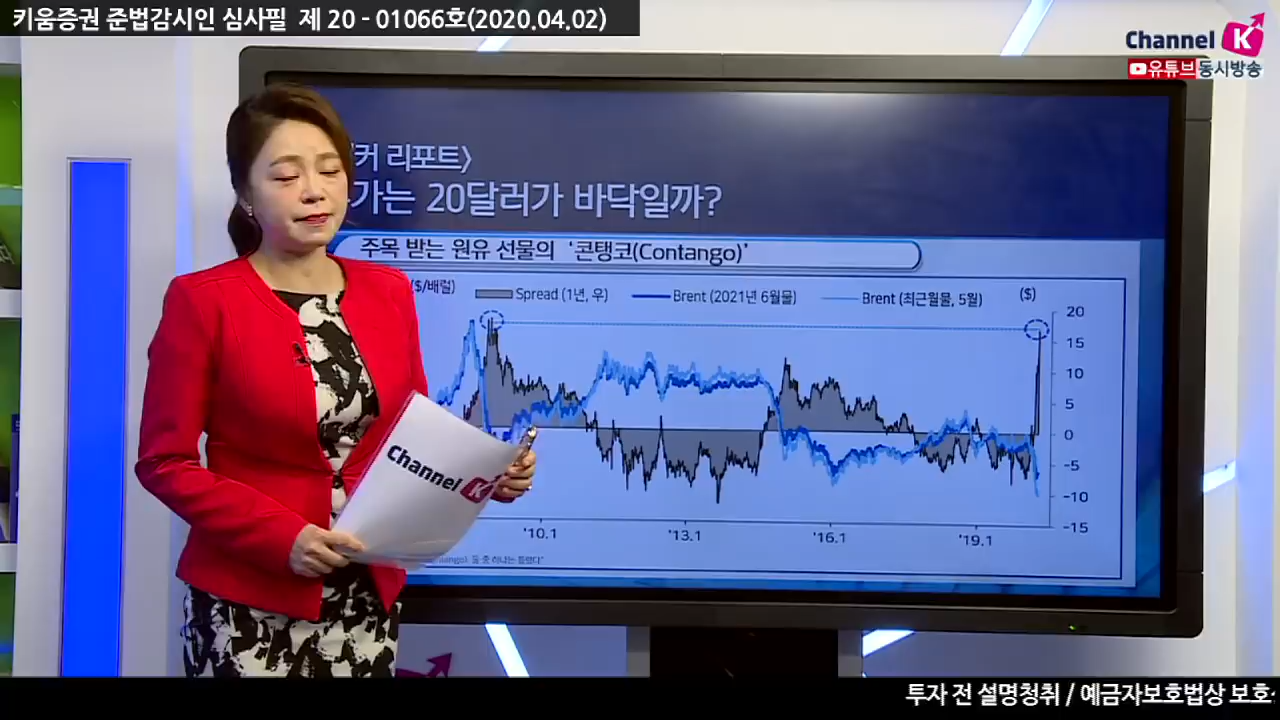 키움증권 준법감시인 심사필 제 20 - 01066호(2020.04.02)
Channel K
유튜브동시방송
커 리포트>
가는 20달러가 바닥일까?
주목 받는 원유 선물의 ‘콘탱코(Contango)’
($/배럴)
Spread (1년, 우)
Brent (2021년 6월물)
Brent (최근월물, 5월)
($)
20
15
10
5
0
-5
-10
-15
'10.1
'13.1
'16.1
'19.1
Channel K
투자 전 설명청취 / 예금자보호법상 보호